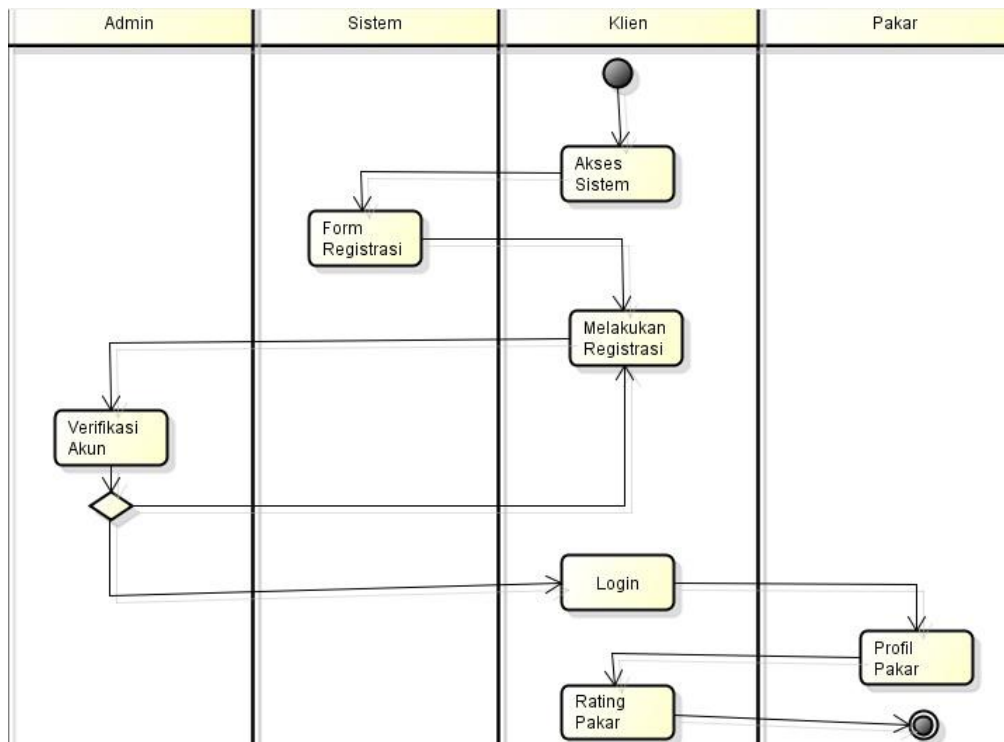 Admin
Sistem
Klien
Pakar
Akses
Sistem
Form
Registrasi
Melakukan
Registrasi
Verifikasi
Akun
Login
Profil
Pakar
Rating
Pakar